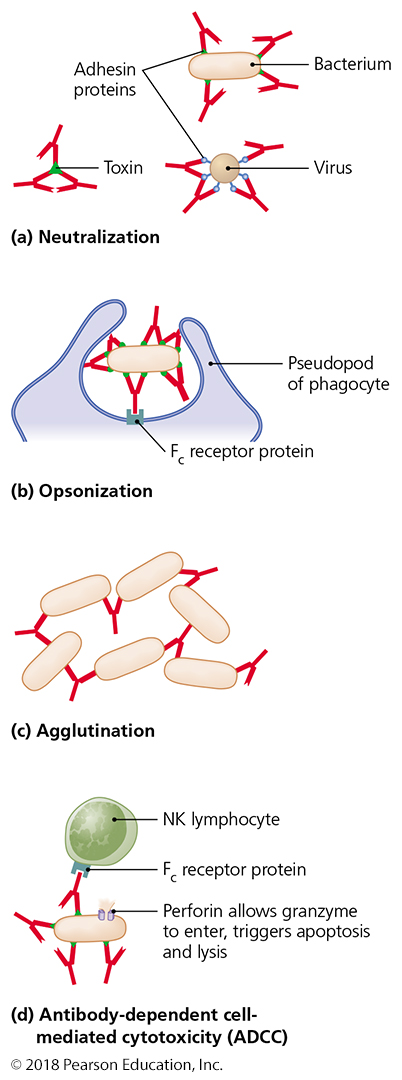 Adhesin
proteins
Bacterium
Toxin
Virus
(a) Neutralization
Pseudopod
of phagocyte
Fc receptor protein
(b) Opsonization
(c) Agglutination
NK lymphocyte
Fc receptor protein
Perforin allows granzyme
to enter, triggers apoptosis
and lysis
(d) Antibody-dependent cell-
mediated cytotoxicity (ADCC)
© 2018 Pearson Education, Inc.